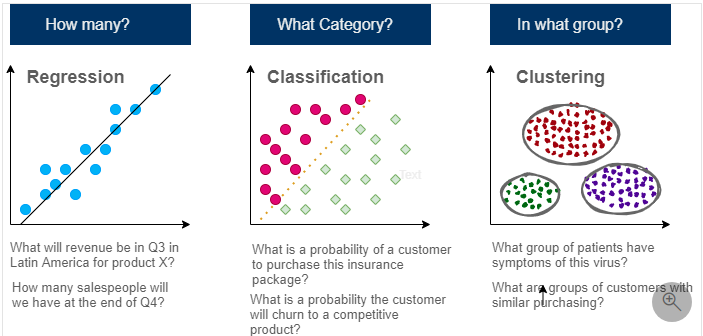 How many?
Regression
What will revenue be in Q3 in
Latin America for product X?
How many salespeople will
we have at the end of Q4?
What Category?
Classification
Text
What is a probability of a customer
to purchase this insurance
package?
What is a probability the customer
will churn to a competitive
product?
In what group?
Clustering
What group of patients have
symptoms of this virus?
What are groups of customers with
similar purchasing?